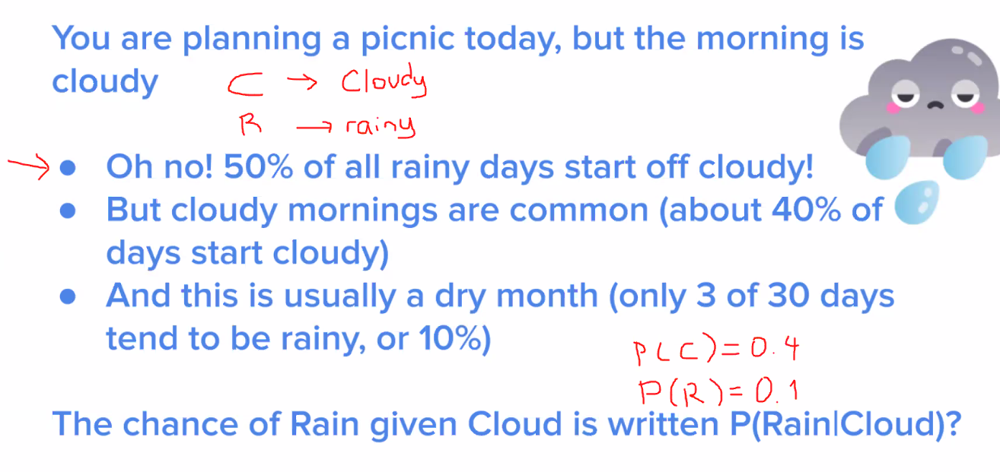 You are planning a picnic today, but the morning is
cloudy
C → Cloudy
R → rainy
→ ● Oh no! 50% of all rainy days start off cloudy!
● But cloudy mornings are common (about 40% of
days start cloudy)
● And this is usually a dry month (only 3 of 30 days
tend to be rainy, or 10%)
P(C) = 0.4
P(R) = 0.1
The chance of Rain given Cloud is written P(Rain|Cloud)?